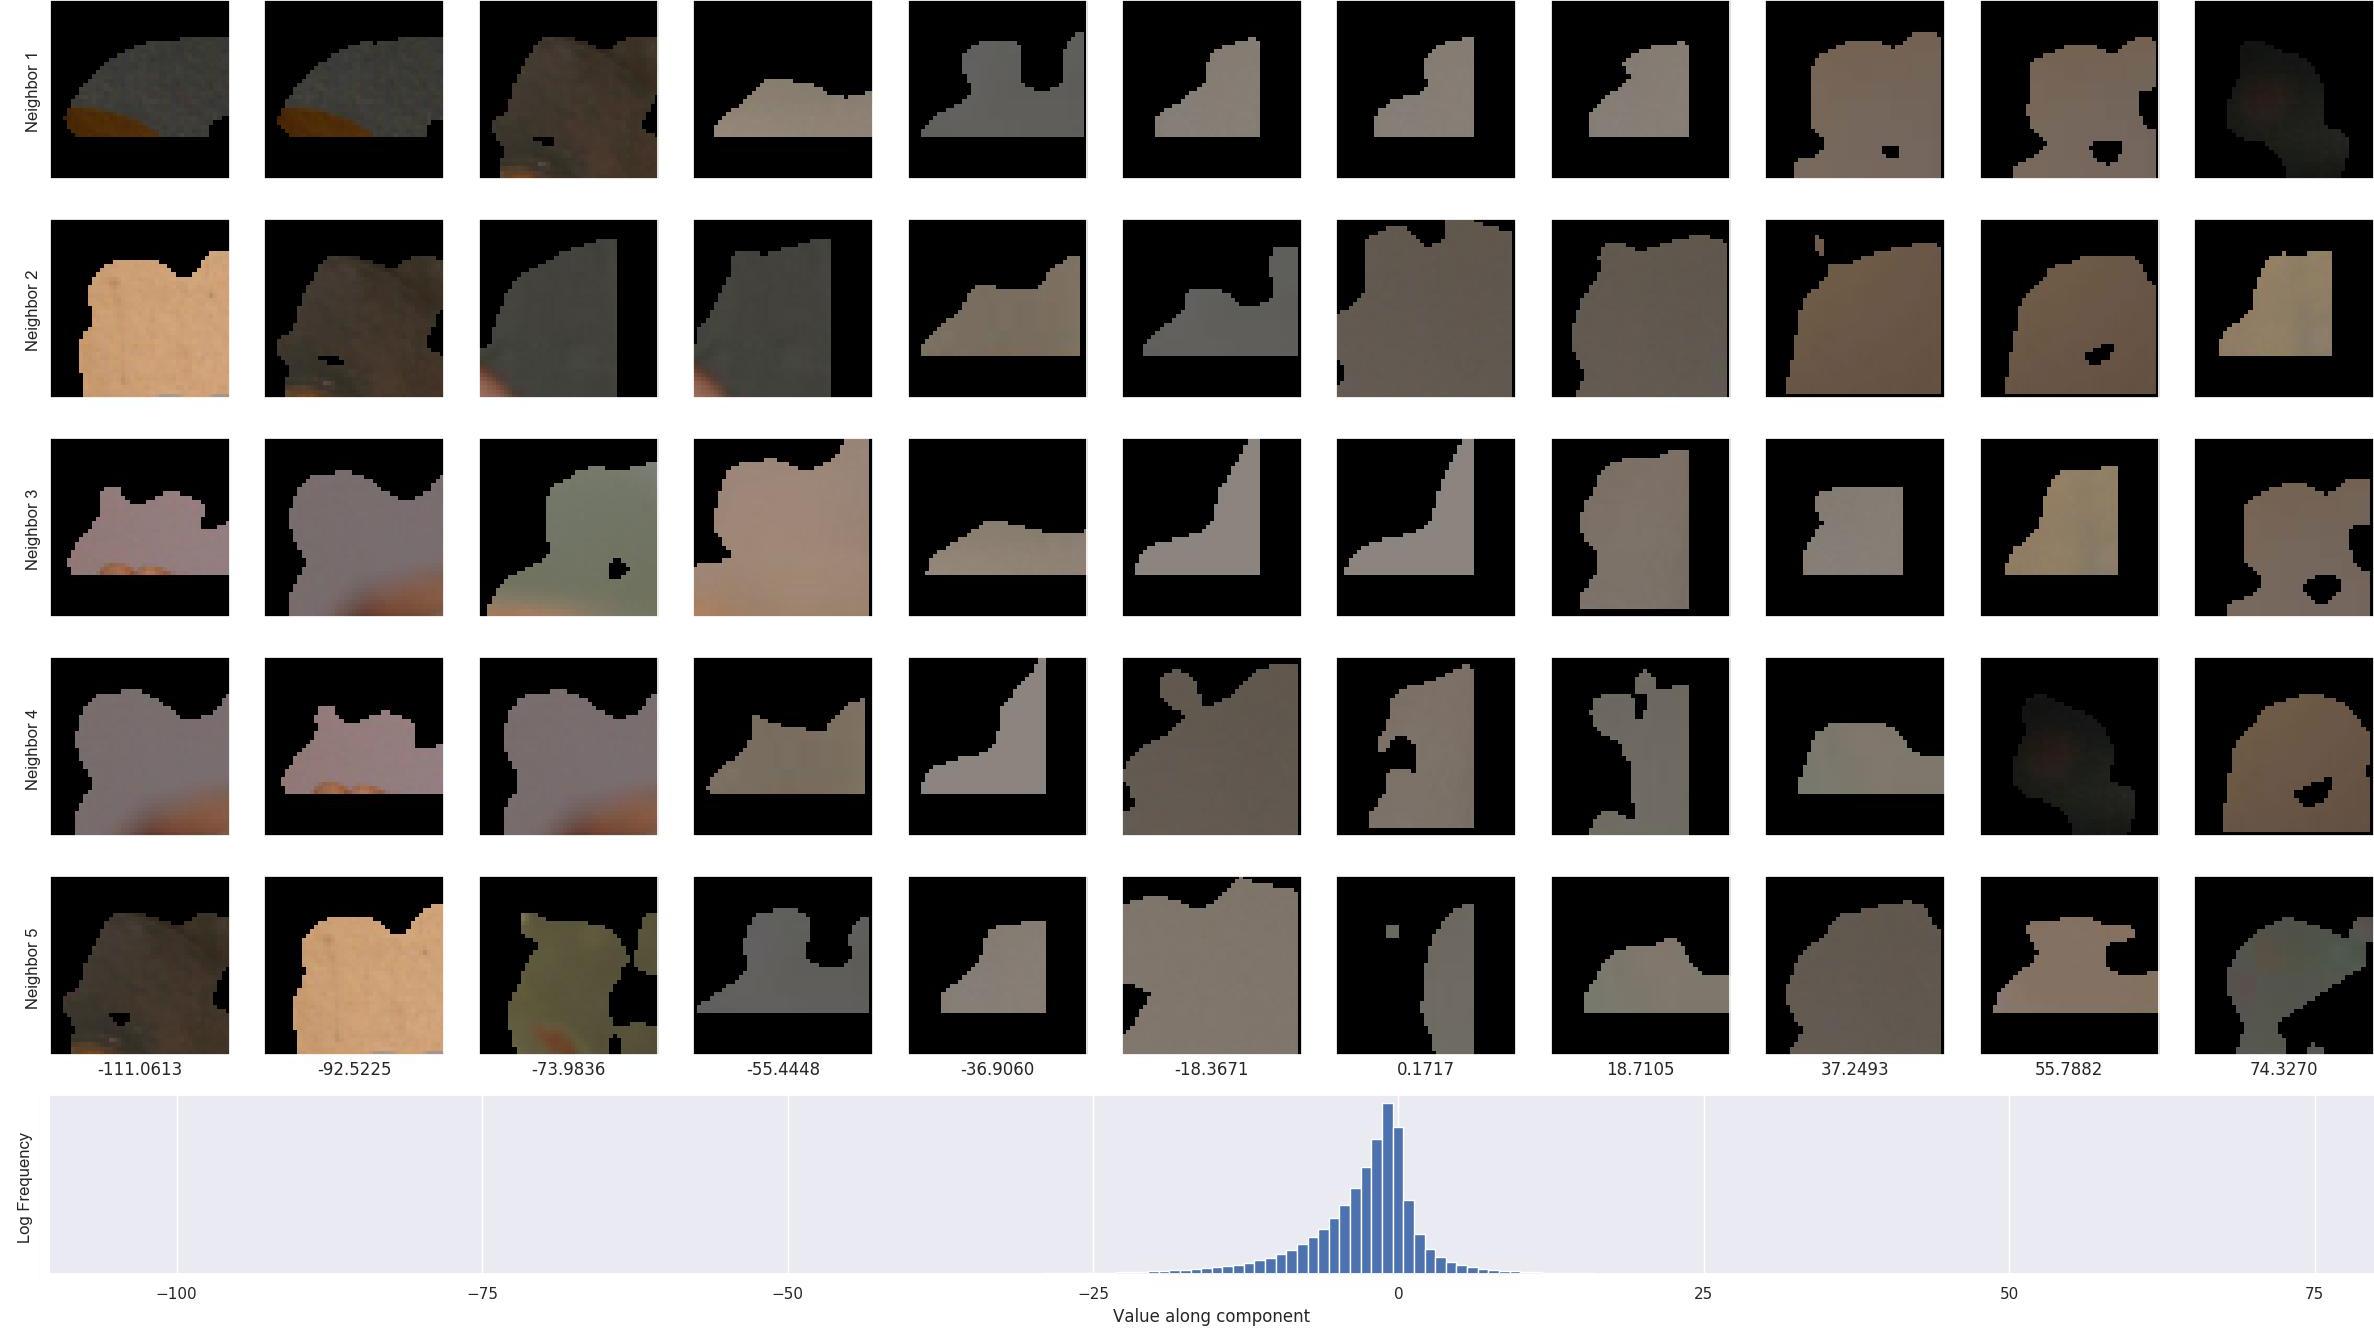 Neighbor 1
Neighbor 2
Neighbor 3
Neighbor 4
Neighbor 5
-111.0613 -92.5225 -73.9836 -55.4448 -36.9060 -18.3671 0.1717 18.7105 37.2493 55.7882 74.3270
Log Frequency
−100 −75 −50 −25 0 25 50 75
Value along component